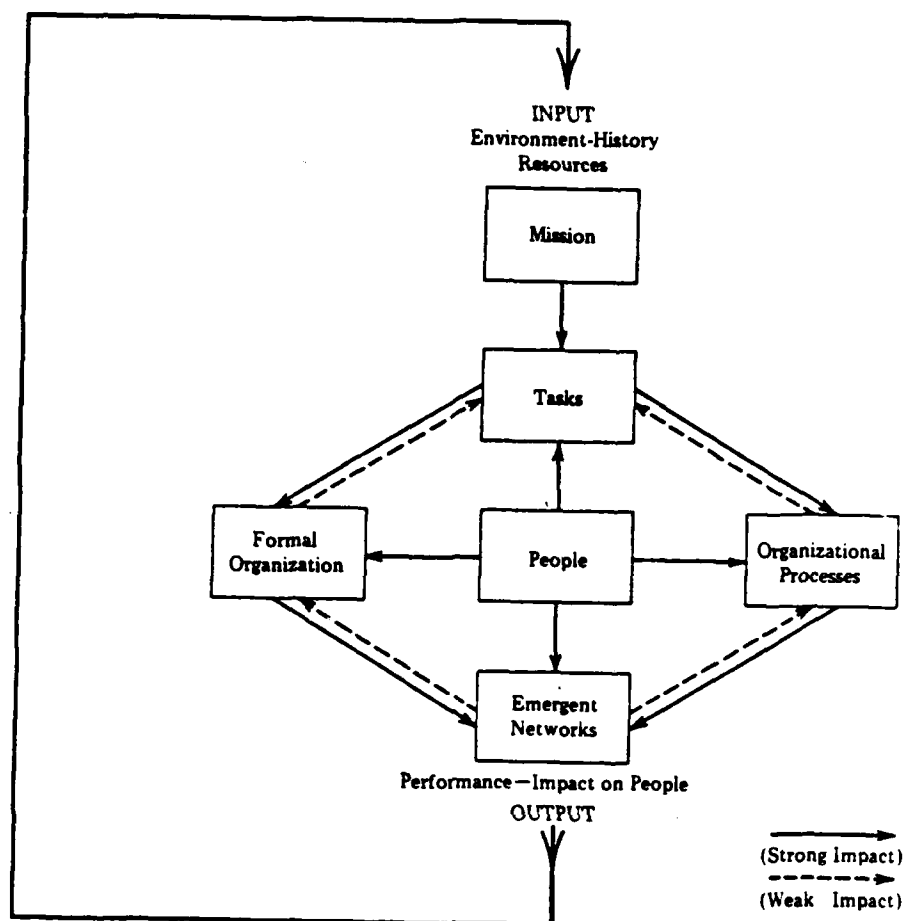 INPUT
Environment-History
Resources
Mission
Tasks
Formal
Organization
People
Organizational
Processes
Emergent
Networks
Performance—Impact on People
OUTPUT
(Strong Impact)
(Weak Impact)